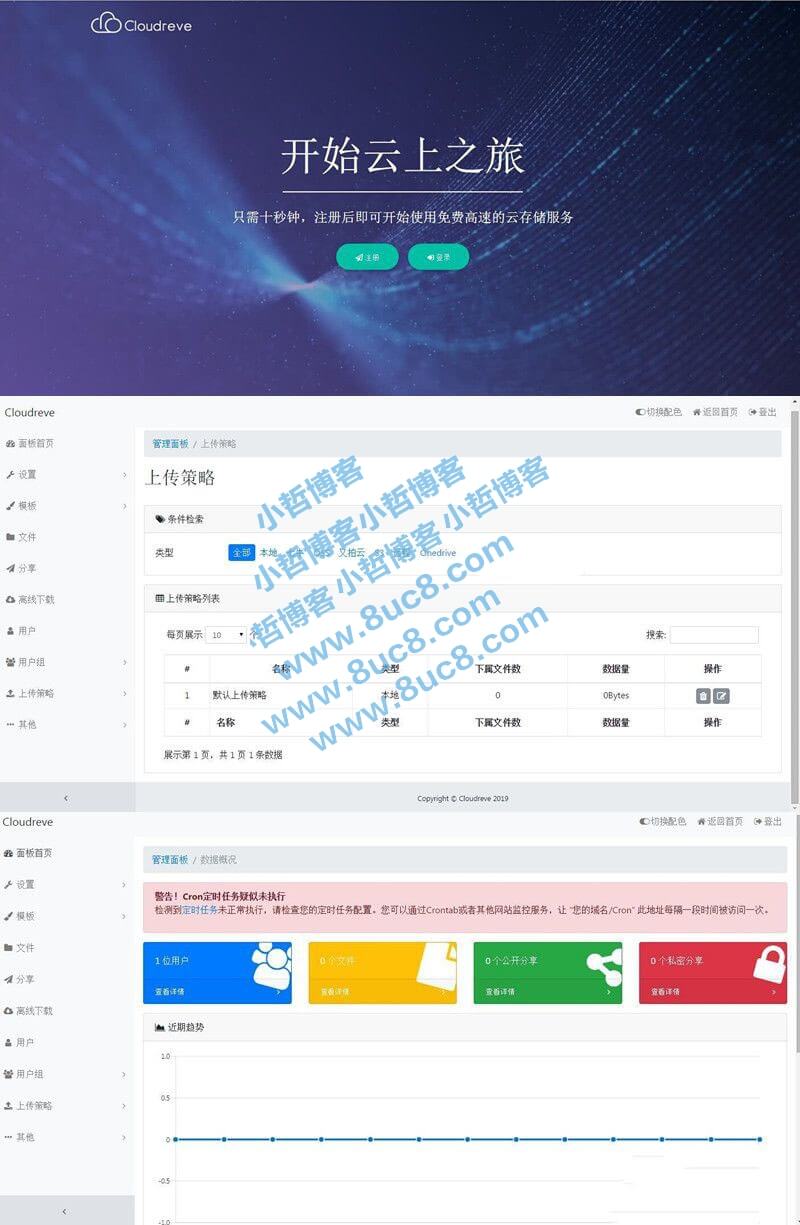 Cloudreve
开始云上之旅
只需十秒钟，注册后即可开始使用免费高速的云存储服务
注册 登录
Cloudreve
切换配色 返回首页 登出
面板首页
设置
模板
文件
分享
离线下载
用户
用户组
上传策略
其他
管理面板 / 上传策略
上传策略
条件检索
类型 全部 本地 又拍云 S3 远程 Onedrive
上传策略列表
每页展示 10 个
搜索:
# 名称 类型 下属文件数 数据量 操作
1 默认上传策略 本地 0 0Bytes
# 名称 类型 下属文件数 数据量 操作
展示第 1 页，共 1 页 1 条数据
Copyright © Cloudreve 2019
小哲博客小哲博客
小哲博客 小哲博客 小哲博客
www.8uc8.com
www.8uc8.com
www.8uc8.com
Cloudreve
切换配色 返回首页 登出
面板首页
设置
模板
文件
分享
离线下载
用户
用户组
上传策略
其他
管理面板 / 数据概况
警告！Cron定时任务疑似未执行
检测到定时任务未正常执行，请检查您的定时任务配置。您可以通过Crontab或者其他网站监控服务，让 "您的域名/Cron" 此地址每隔一段时间被访问一次。
1 位用户
查看详情
0 个文件
查看详情
0 个公开分享
查看详情
0 个私密分享
查看详情
近期趋势
1.0
0.5
0
-0.5
-1.0